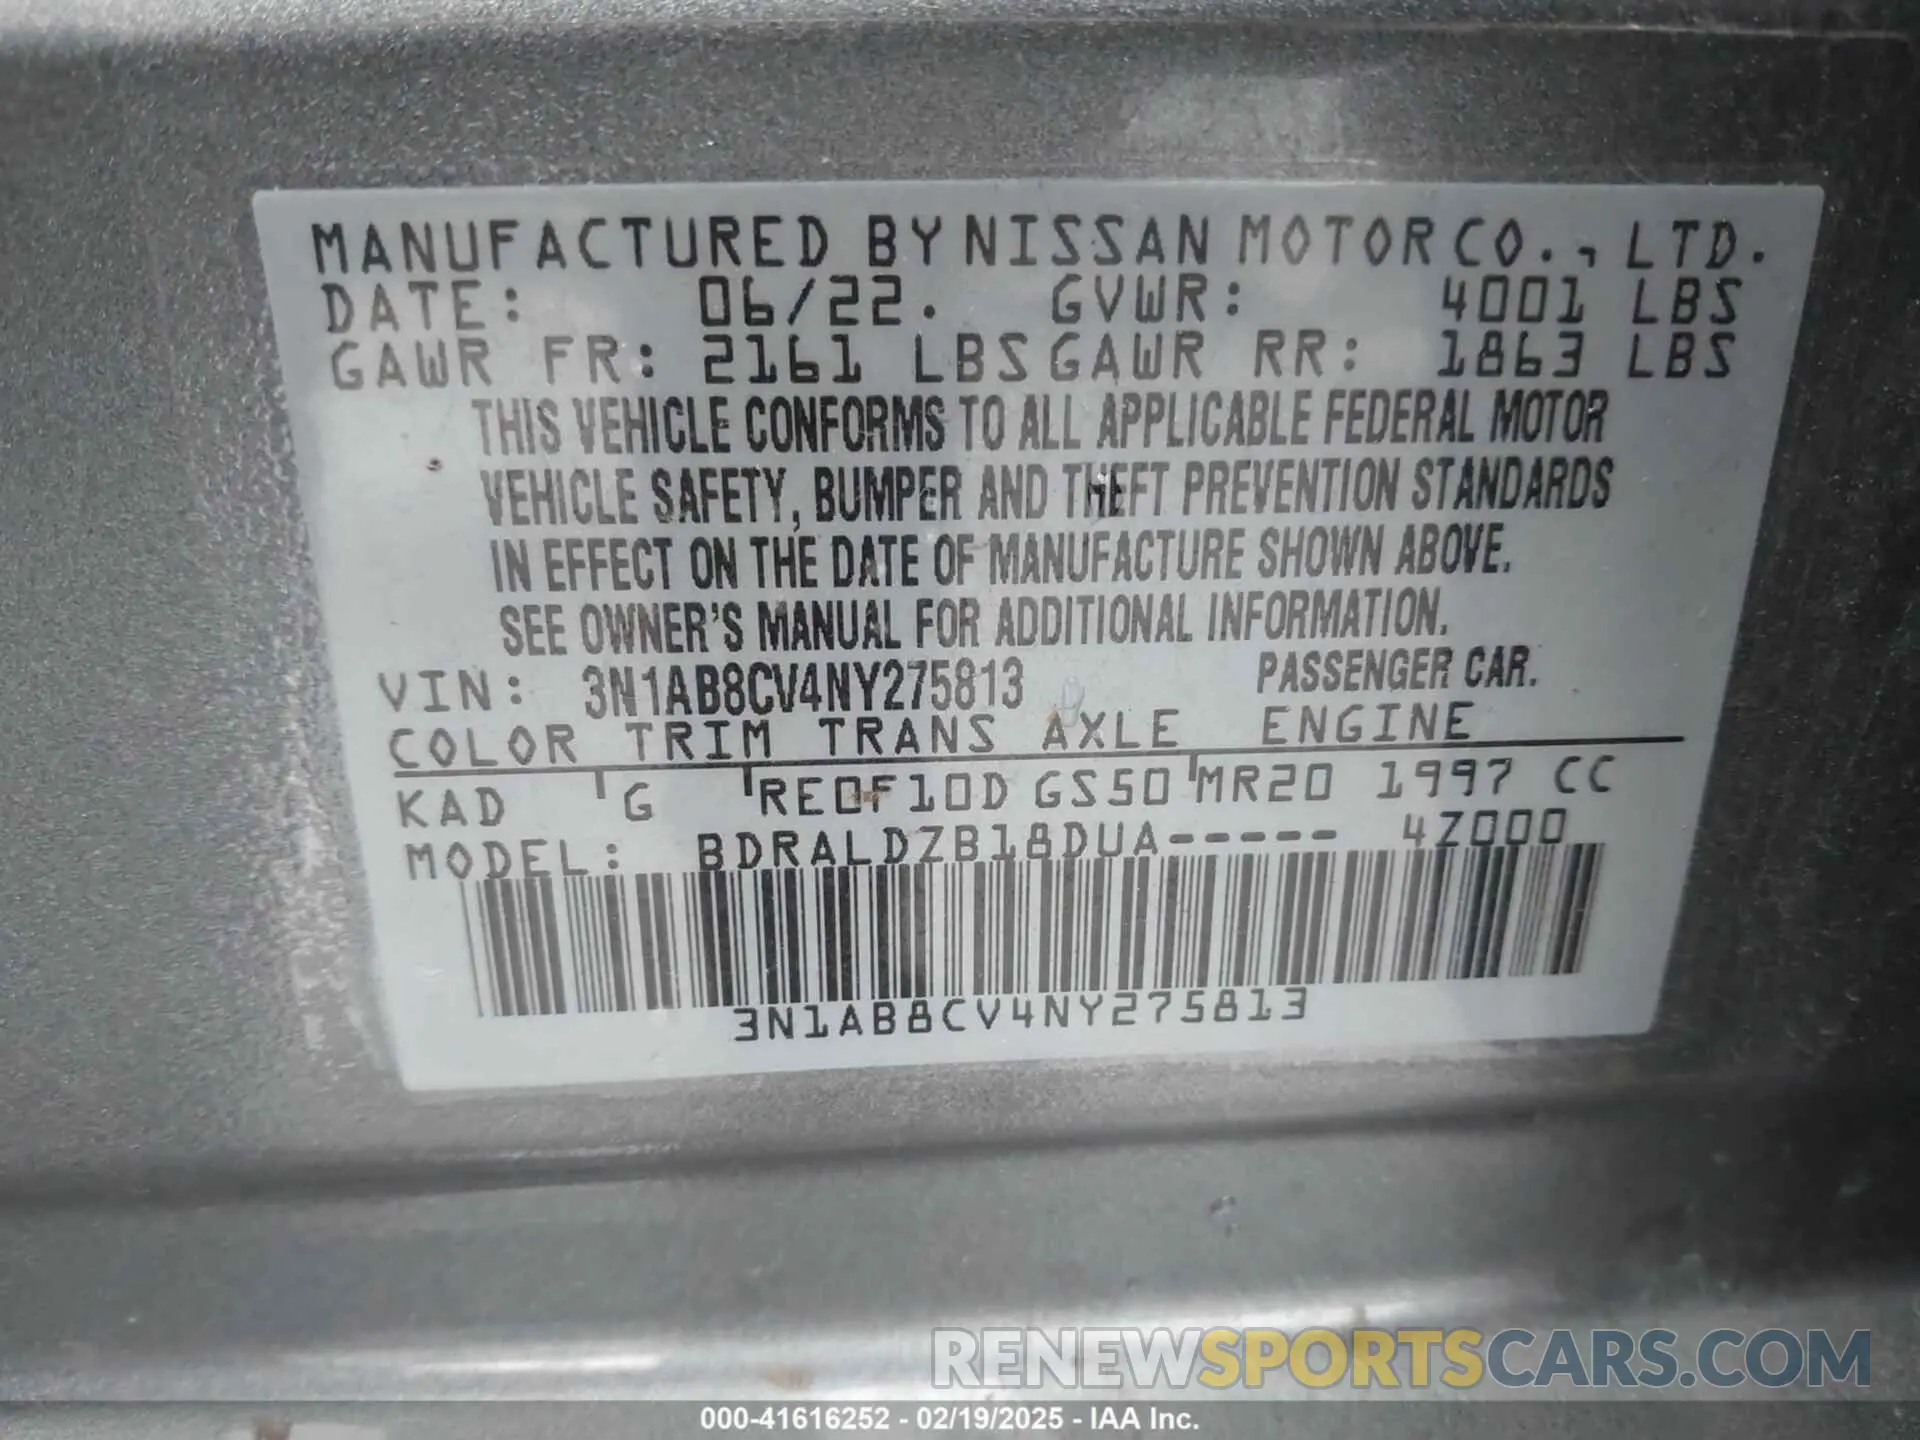 MANUFACTURED BY NISSAN MOTOR CO., LTD.
DATE: 06/22. GVWR: 4001 LBS
GAWR FR: 2161 LBS GAWR RR: 1863 LBS
THIS VEHICLE CONFORMS TO ALL APPLICABLE FEDERAL MOTOR
VEHICLE SAFETY, BUMPER AND THEFT PREVENTION STANDARDS
IN EFFECT ON THE DATE OF MANUFACTURE SHOWN ABOVE.
SEE OWNER'S MANUAL FOR ADDITIONAL INFORMATION.
VIN: 3N1AB8CV4NY275813 PASSENGER CAR.
COLOR TRIM TRANS AXLE ENGINE
KAD G RE0F10D GS50 MR20 1997 CC
MODEL: BDRALDZB18DUA----- 4Z000
3N1AB8CV4NY275813
RENEWSPORTSCARS.COM
000-41616252 - 02/19/2025 - IAA Inc.